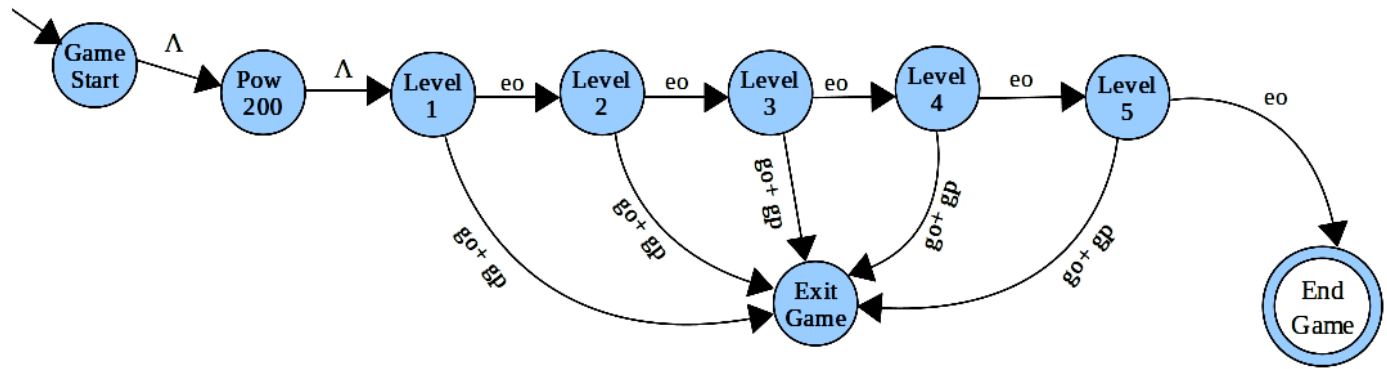 Game
Start
Λ
Pow
200
Λ
Level
1
eo
Level
2
eo
Level
3
eo
Level
4
eo
Level
5
eo
go+ gp
go+ gp
go+ gp
go+ gp
go+ gp
Exit
Game
End
Game